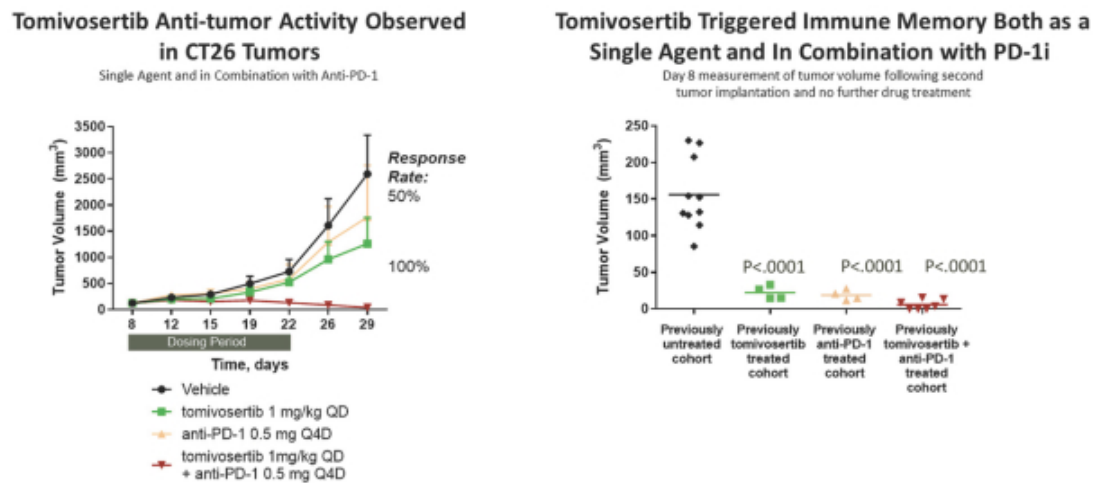 Tomivosertib Anti-tumor Activity Observed
in CT26 Tumors
Single Agent and in Combination with Anti-PD-1
3500
3000
2500
2000
1500
1000
500
0
Tumor Volume (mm³)
8 12 15 19 22 26 29
Dosing Period
Time, days
Response
Rate:
50%
100%
Vehicle
tomivosertib 1 mg/kg QD
anti-PD-1 0.5 mg Q4D
tomivosertib 1mg/kg QD
+ anti-PD-1 0.5 mg Q4D
Tomivosertib Triggered Immune Memory Both as a
Single Agent and In Combination with PD-1i
Day 8 measurement of tumor volume following second
tumor implantation and no further drug treatment
250
200
150
100
50
0
Tumor Volume (mm³)
P<.0001 P<.0001 P<.0001
Previously
untreated
cohort
Previously
tomivosertib
treated
cohort
Previously
anti-PD-1
treated
cohort
Previously
tomivosertib +
anti-PD-1
treated
cohort